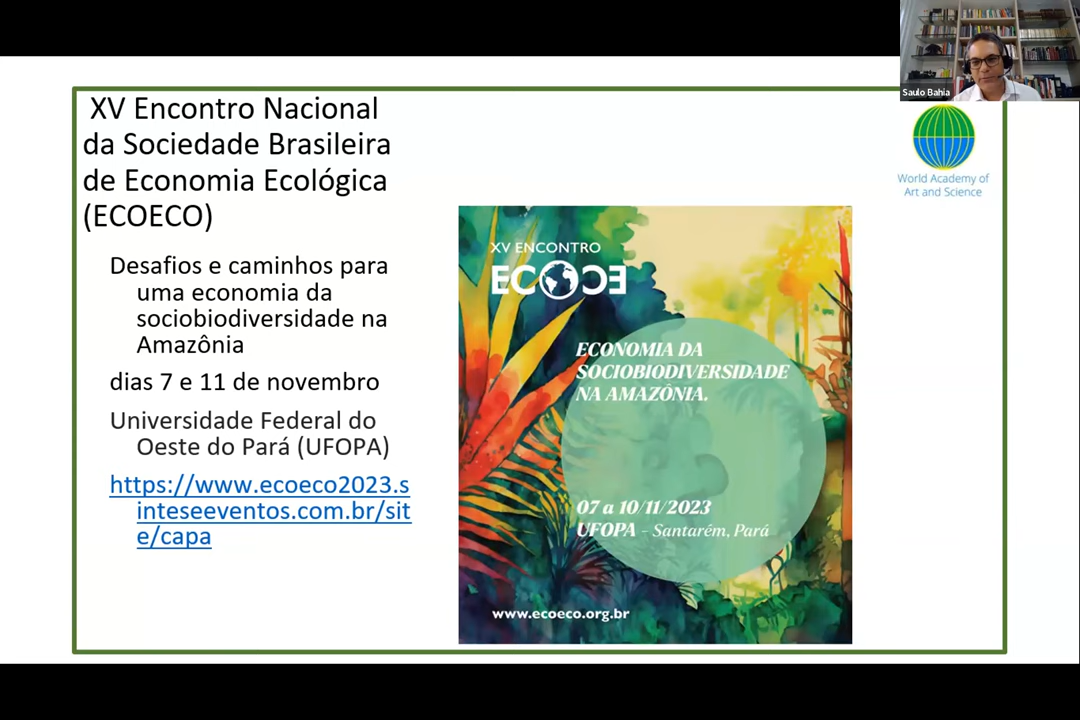 XV Encontro Nacional
da Sociedade Brasileira
de Economia Ecológica
(ECOECO)
Desafios e caminhos para
uma economia da
sociobiodiversidade na
Amazônia
dias 7 e 11 de novembro
Universidade Federal do
Oeste do Pará (UFOPA)
https://www.ecoeco2023.s
inteseeventos.com.br/sit
e/capa
XV ENCONTRO
ECOECO
ECONOMIA DA
SOCIOBIODIVERSIDADE
NA AMAZÔNIA.
07 a 10/11/2023
UFOPA - Santarém, Pará
www.ecoeco.org.br
Saulo Bahia
World Academy of
Art and Science